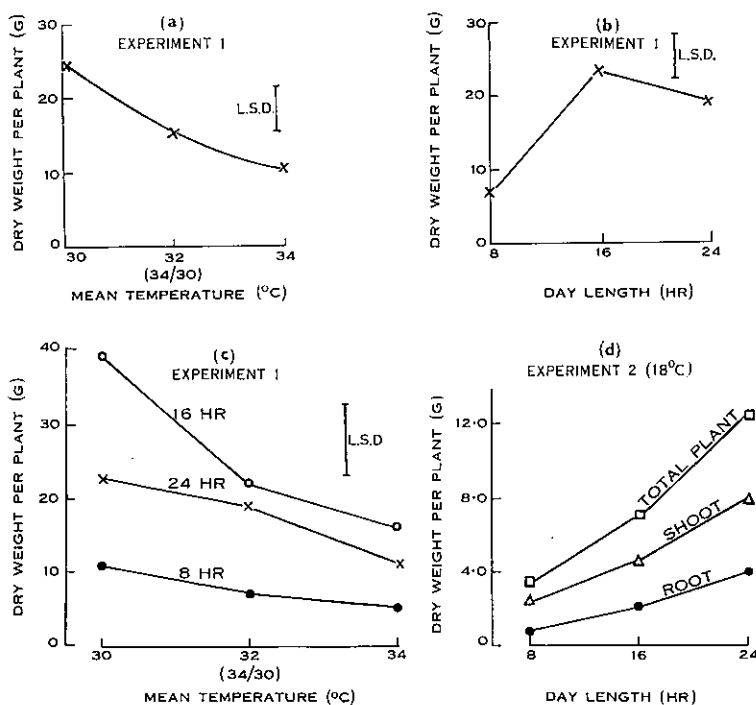 (a)
EXPERIMENT 1
DRY WEIGHT PER PLANT (G)
30
20
10
0
L.S.D.
30
32
34
(34/30)
MEAN TEMPERATURE (°C)
(b)
EXPERIMENT 1
DRY WEIGHT PER PLANT (G)
30
20
10
0
L.S.D.
8
16
24
DAY LENGTH (HR)
(c)
EXPERIMENT 1
DRY WEIGHT PER PLANT (G)
40
30
20
10
0
16 HR
24 HR
8 HR
L.S.D
30
32
34
(34/30)
MEAN TEMPERATURE (°C)
(d)
EXPERIMENT 2 (18°C)
DRY WEIGHT PER PLANT (G)
12·0
8·0
4·0
0
TOTAL PLANT
SHOOT
ROOT
8
16
24
DAY LENGTH (HR)